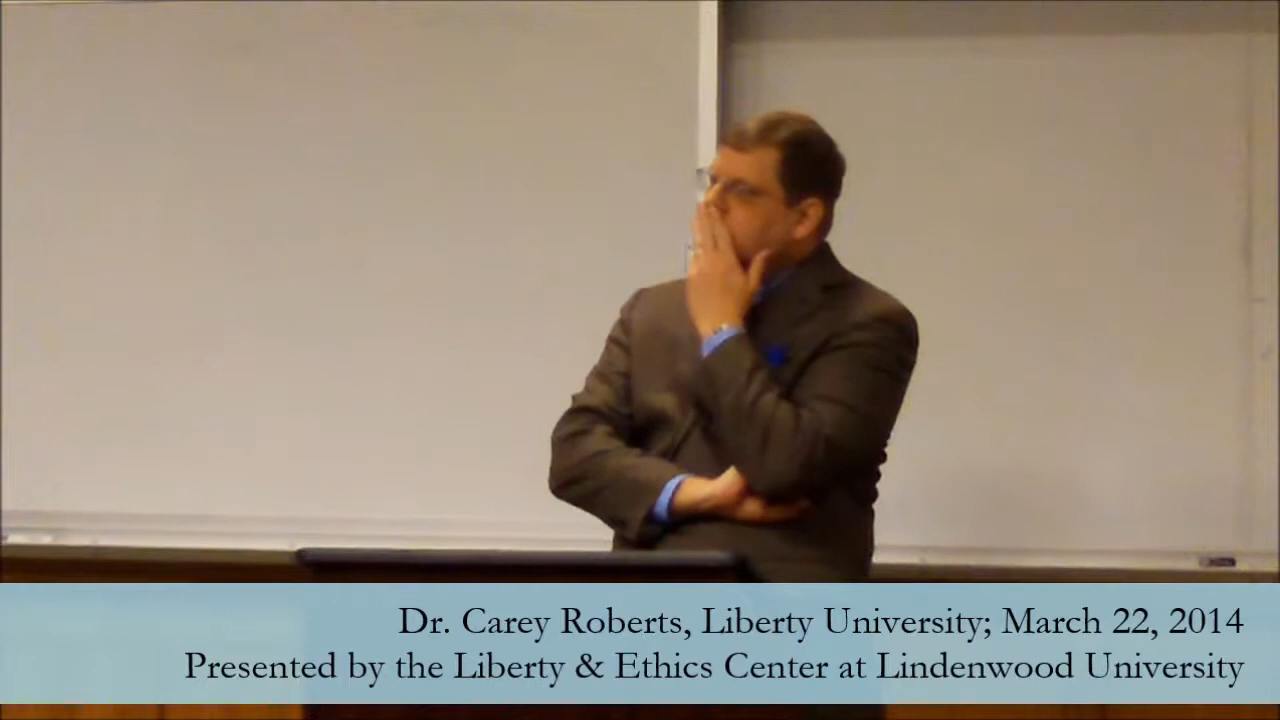 Dr. Carey Roberts, Liberty University; March 22, 2014
Presented by the Liberty & Ethics Center at Lindenwood University